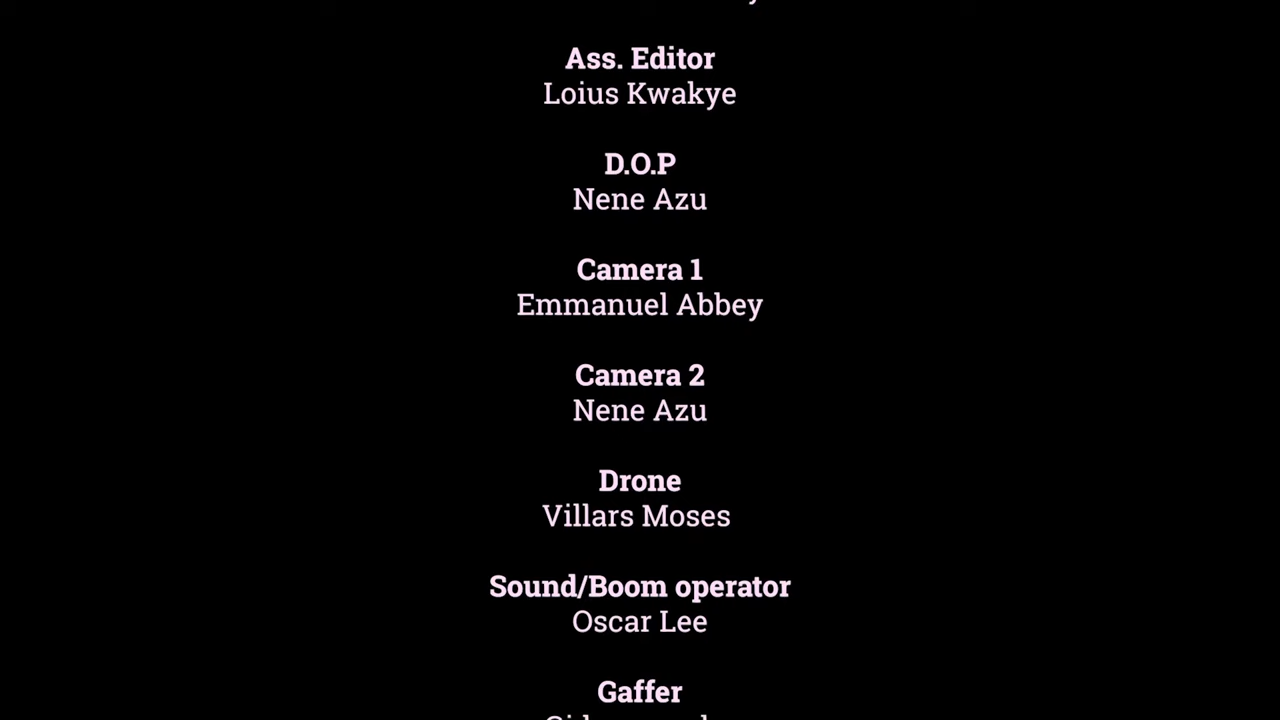 Ass. Editor
Loius Kwakye
D.O.P
Nene Azu
Camera 1
Emmanuel Abbey
Camera 2
Nene Azu
Drone
Villars Moses
Sound/Boom operator
Oscar Lee
Gaffer